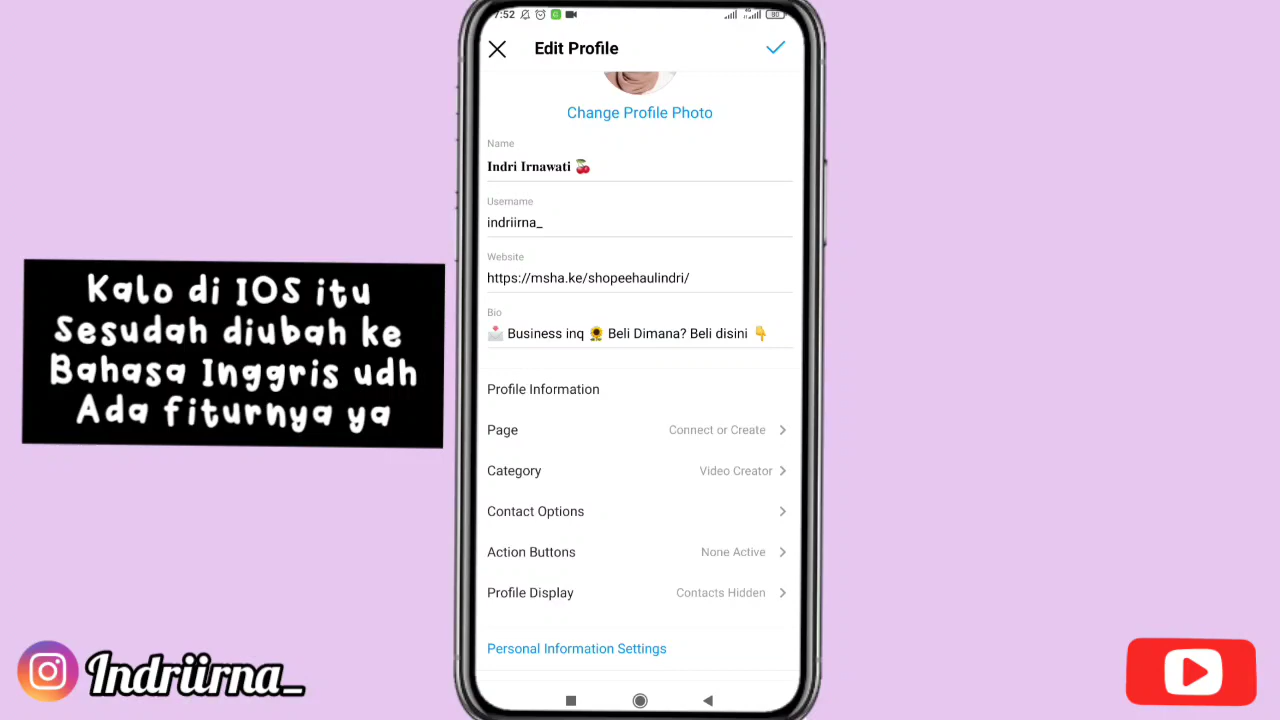 7:52
80
Edit Profile
Change Profile Photo
Name
Indri Irnawati 🍒
Username
indriirna_
Website
https://msha.ke/shopeehaulindri/
Bio
📩 Business inq 🌻 Beli Dimana? Beli disini 👇
Profile Information
Page Connect or Create
Category Video Creator
Contact Options
Action Buttons None Active
Profile Display Contacts Hidden
Personal Information Settings
Kalo di IOS itu
Sesudah diubah ke
Bahasa Inggris udh
Ada fiturnya ya
Indriirna_